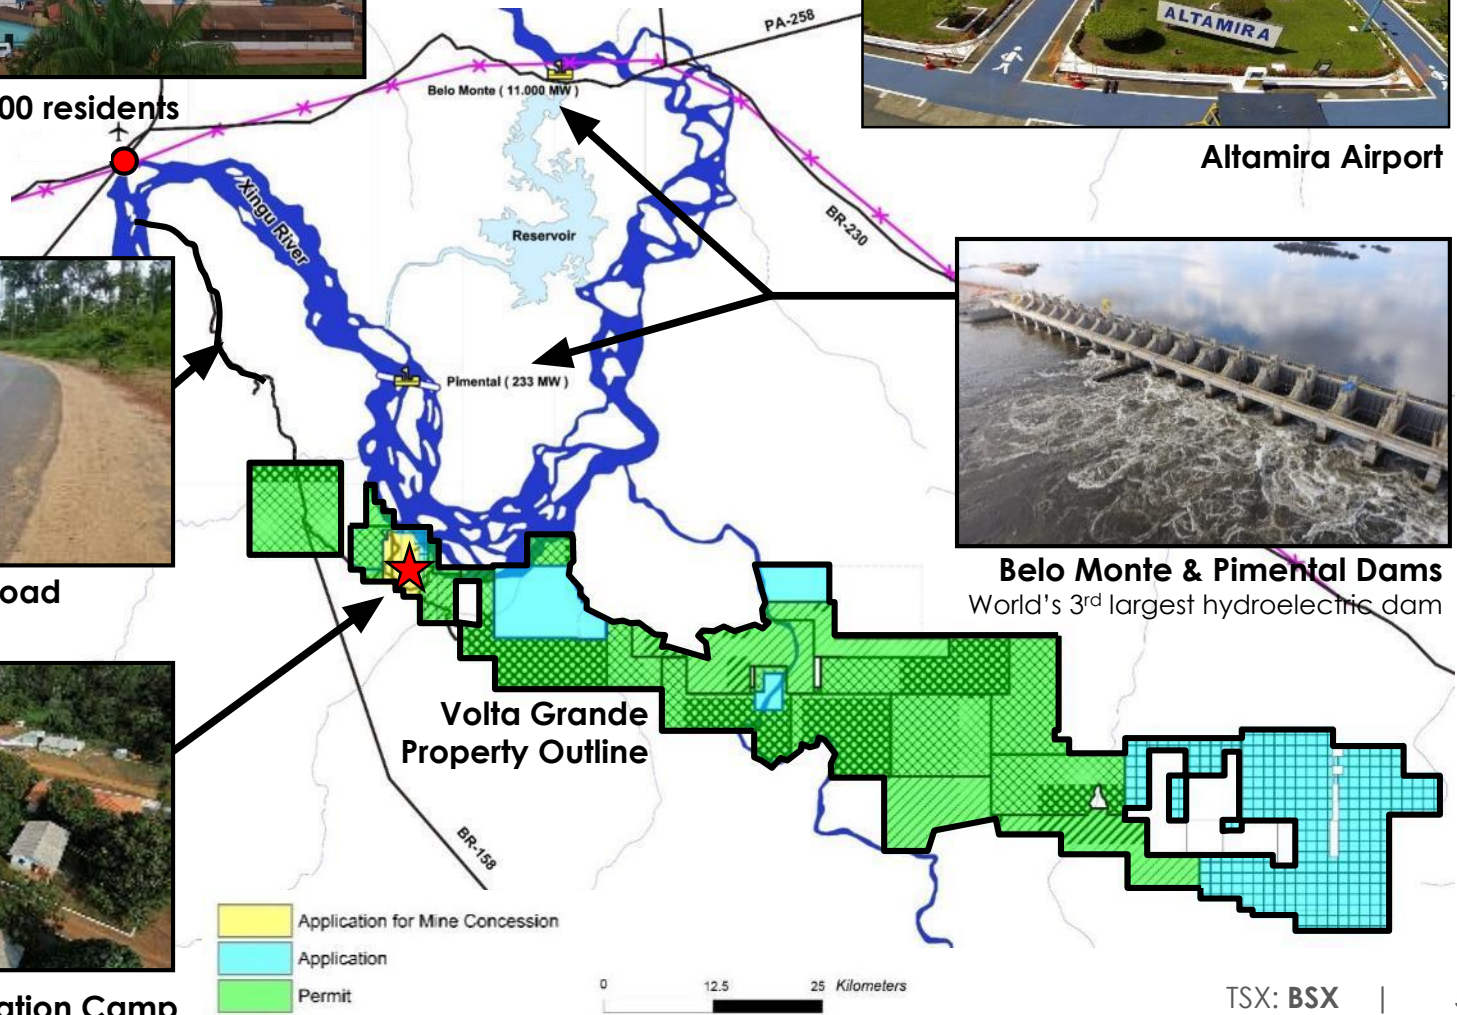 PA-258
ALTAMIRA
00 residents
Belo Monte ( 11.000 MW )
Altamira Airport
Xingu River
BR-230
Reservoir
Pimental ( 233 MW )
oad
Belo Monte & Pimental Dams
World's 3rd largest hydroelectric dam
Volta Grande
Property Outline
BR-158
Application for Mine Concession
Application
Permit
0 12.5 25 Kilometers
ation Camp
TSX: BSX |